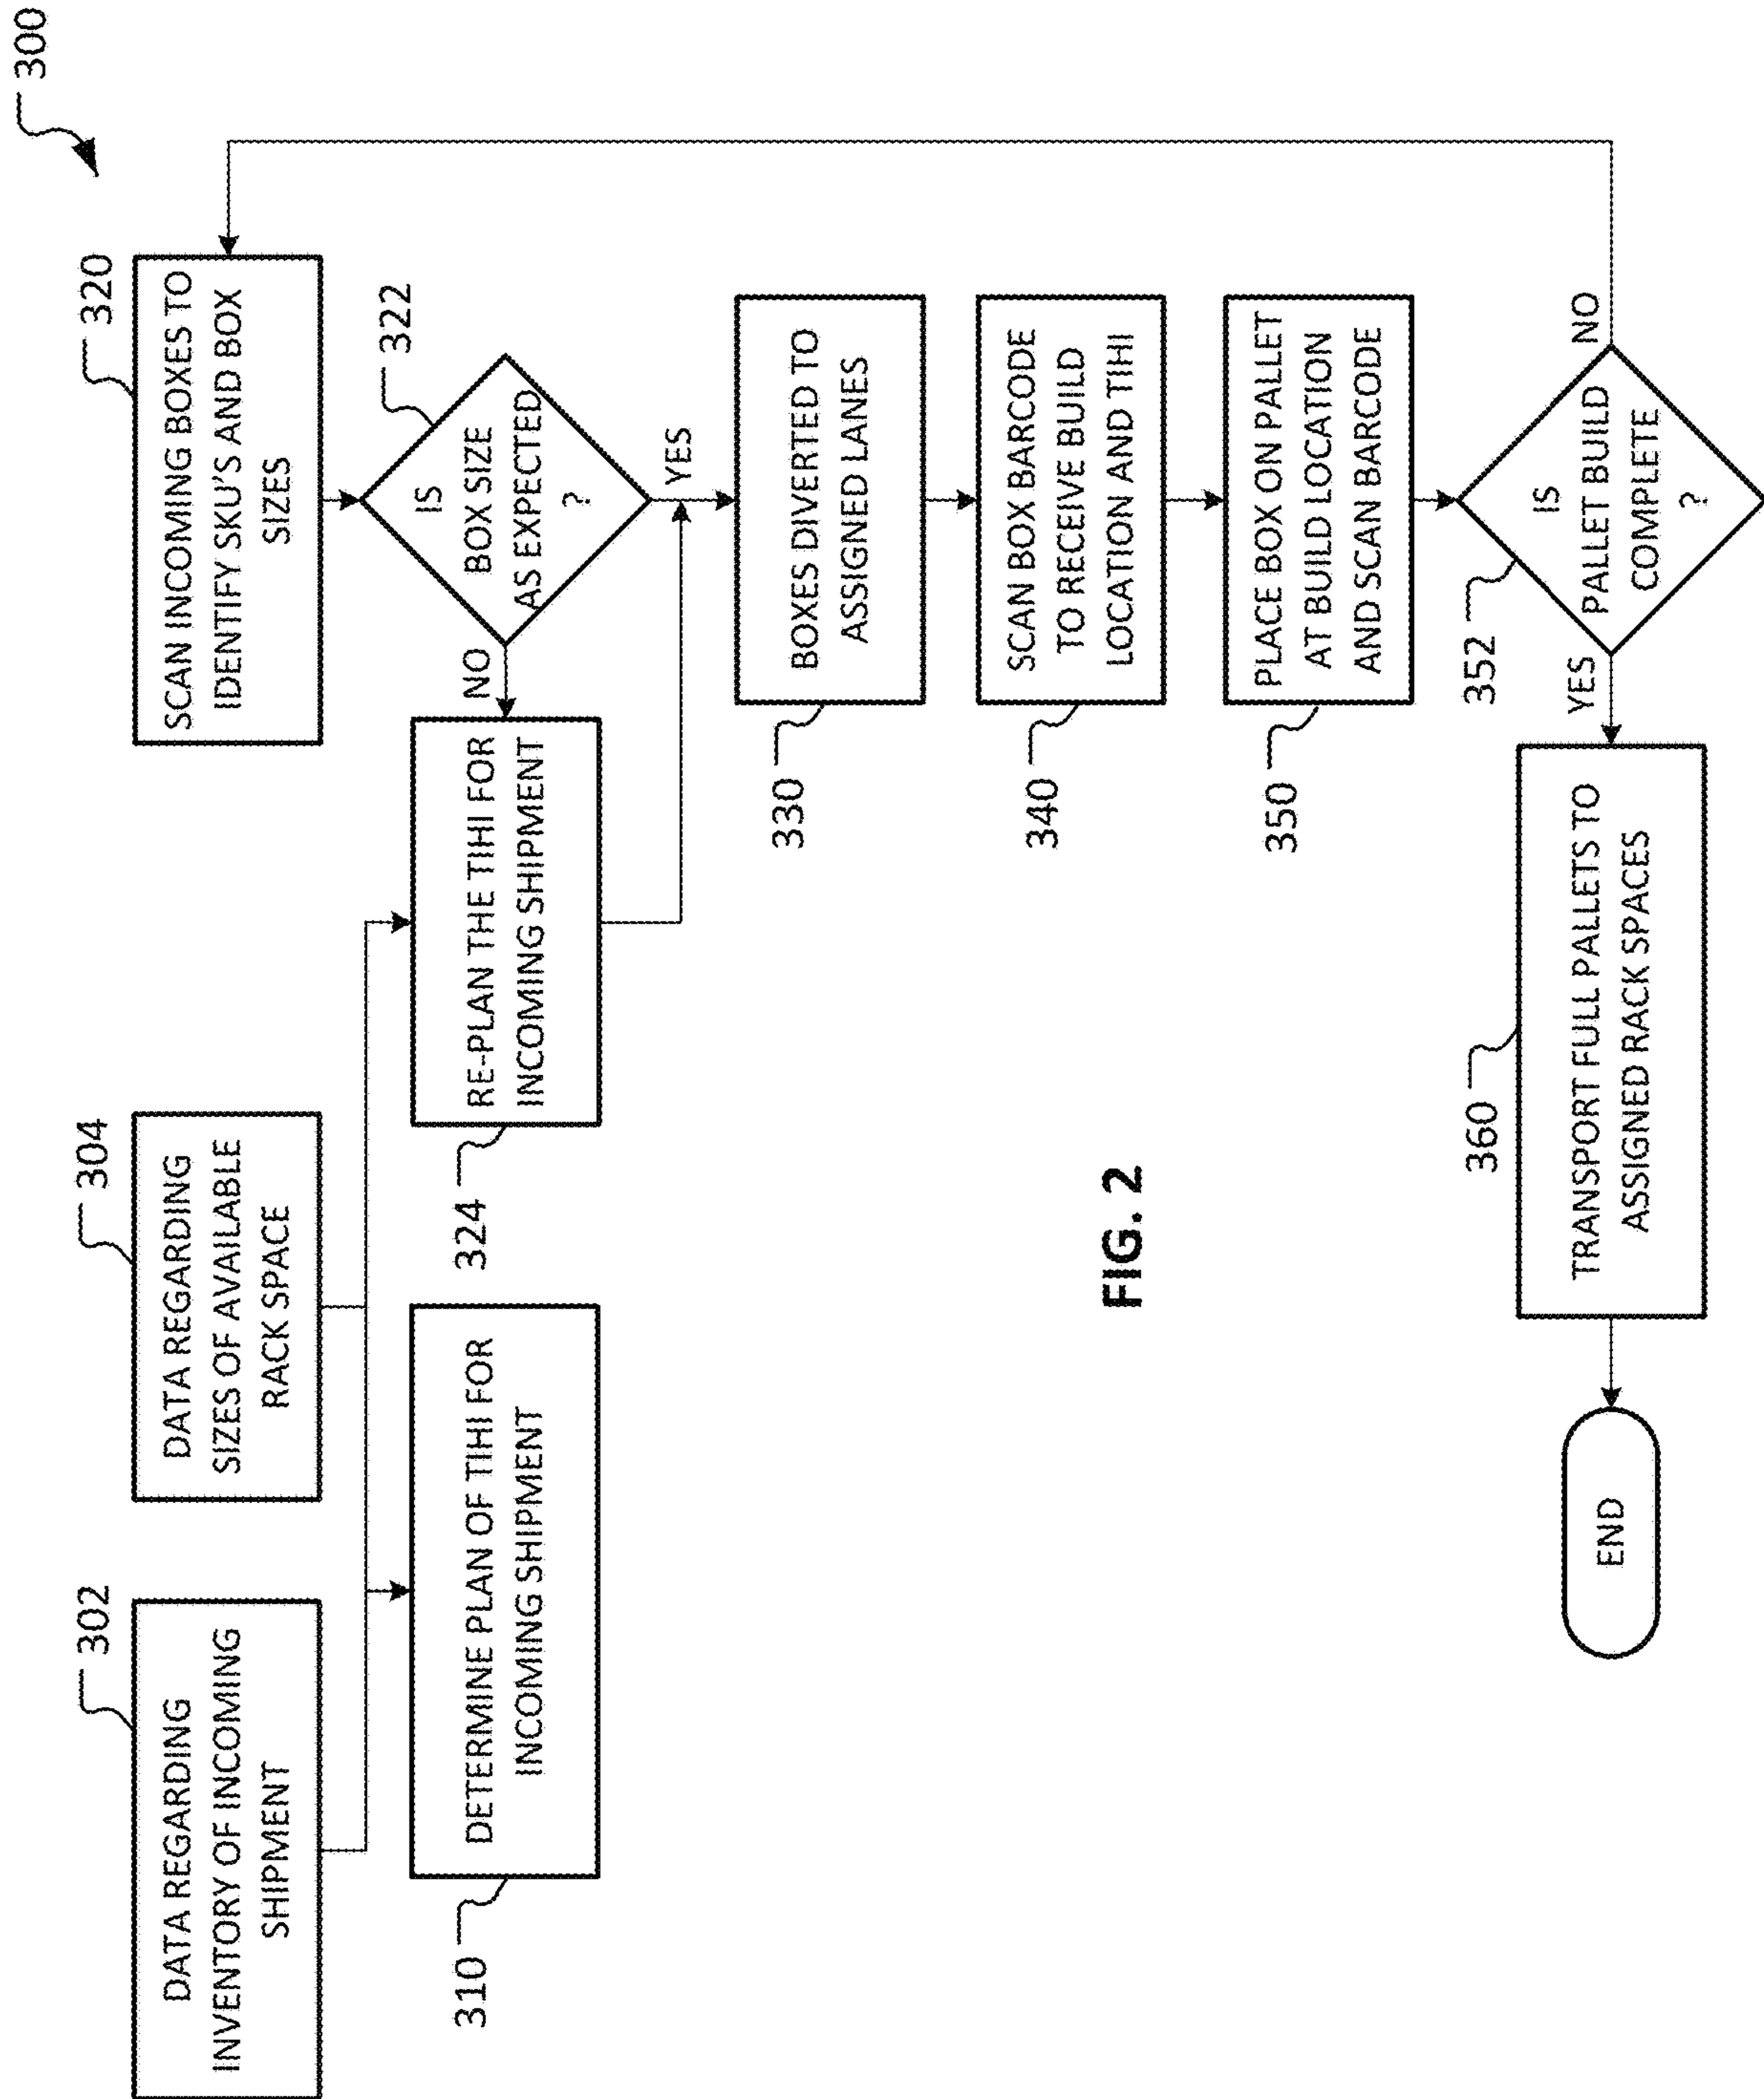 300
302
DATA REGARDING
INVENTORY OF INCOMING
SHIPMENT
304
DATA REGARDING
SIZES OF AVAILABLE
RACK SPACE
320
SCAN INCOMING BOXES TO
IDENTIFY SKU'S AND BOX
SIZES
310
DETERMINE PLAN OF TIHI FOR
INCOMING SHIPMENT
324
RE-PLAN THE TIHI FOR
INCOMING SHIPMENT
NO
322
IS
BOX SIZE
AS EXPECTED
?
YES
330
BOXES DIVERTED TO
ASSIGNED LANES
340
SCAN BOX BARCODE
TO RECEIVE BUILD
LOCATION AND TIHI
350
PLACE BOX ON PALLET
AT BUILD LOCATION
AND SCAN BARCODE
352
IS
PALLET BUILD
COMPLETE
?
NO
YES
360
TRANSPORT FULL PALLETS TO
ASSIGNED RACK SPACES
END
FIG. 2